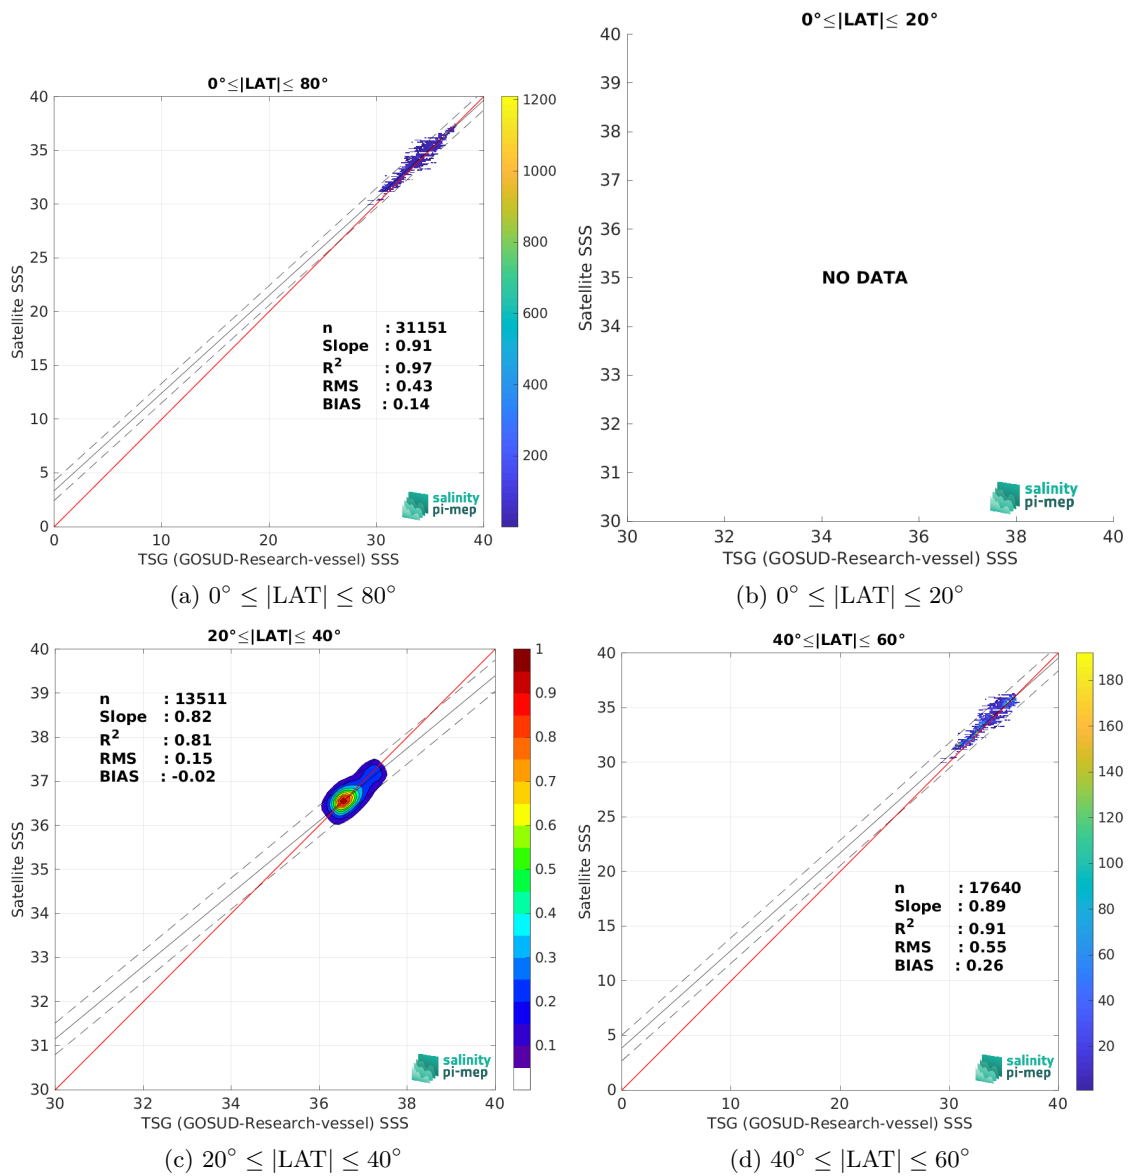 0°≤|LAT|≤ 80°
40
35
30
25
20
15
10
5
0
0
10
20
30
40
1200
1000
800
600
400
200
Satellite SSS
n : 31151
Slope : 0.91
R² : 0.97
RMS : 0.43
BIAS : 0.14
salinity
pi-mep
TSG (GOSUD-Research-vessel) SSS
(a) 0° ≤ |LAT| ≤ 80°
0°≤|LAT|≤ 20°
40
39
38
37
36
35
34
33
32
31
30
30
32
34
36
38
40
Satellite SSS
NO DATA
salinity
pi-mep
TSG (GOSUD-Research-vessel) SSS
(b) 0° ≤ |LAT| ≤ 20°
20°≤|LAT|≤ 40°
40
39
38
37
36
35
34
33
32
31
30
30
32
34
36
38
40
1
0.9
0.8
0.7
0.6
0.5
0.4
0.3
0.2
0.1
Satellite SSS
n : 13511
Slope : 0.82
R² : 0.81
RMS : 0.15
BIAS : -0.02
salinity
pi-mep
TSG (GOSUD-Research-vessel) SSS
(c) 20° ≤ |LAT| ≤ 40°
40°≤|LAT|≤ 60°
40
35
30
25
20
15
10
5
0
0
10
20
30
40
180
160
140
120
100
80
60
40
20
Satellite SSS
n : 17640
Slope : 0.89
R² : 0.91
RMS : 0.55
BIAS : 0.26
salinity
pi-mep
TSG (GOSUD-Research-vessel) SSS
(d) 40° ≤ |LAT| ≤ 60°